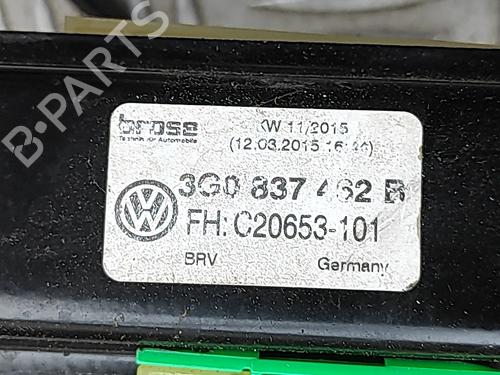 brose
Technik für Automobile
KW 11/2015
(12.03.2015 16:24)
3G0 837 462 B
FH: C20653-101
BRV
Germany
B-PARTS